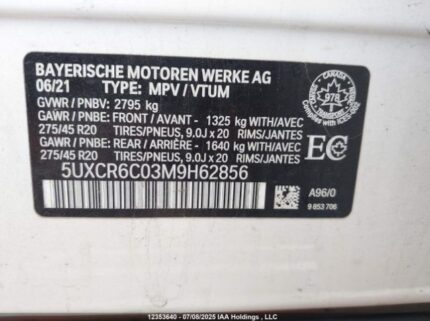 BAYERISCHE MOTOREN WERKE AG
06/21 TYPE: MPV / VTUM
GVWR / PNBV: 2795 kg
GAWR / PNBE: FRONT / AVANT - 1325 kg WITH/AVEC
275/45 R20 TIRES/PNEUS, 9.0J x 20 RIMS/JANTES
GAWR / PNBE: REAR / ARRIÈRE - 1640 kg WITH/AVEC
275/45 R20 TIRES/PNEUS, 9.0J x 20 RIMS/JANTES
5UXCR6C03M9H62856
CANADA
978
TRANSPORT
EC
A96/0
9 853 706
12353640 - 07/08/2025 IAA Holdings , LLC